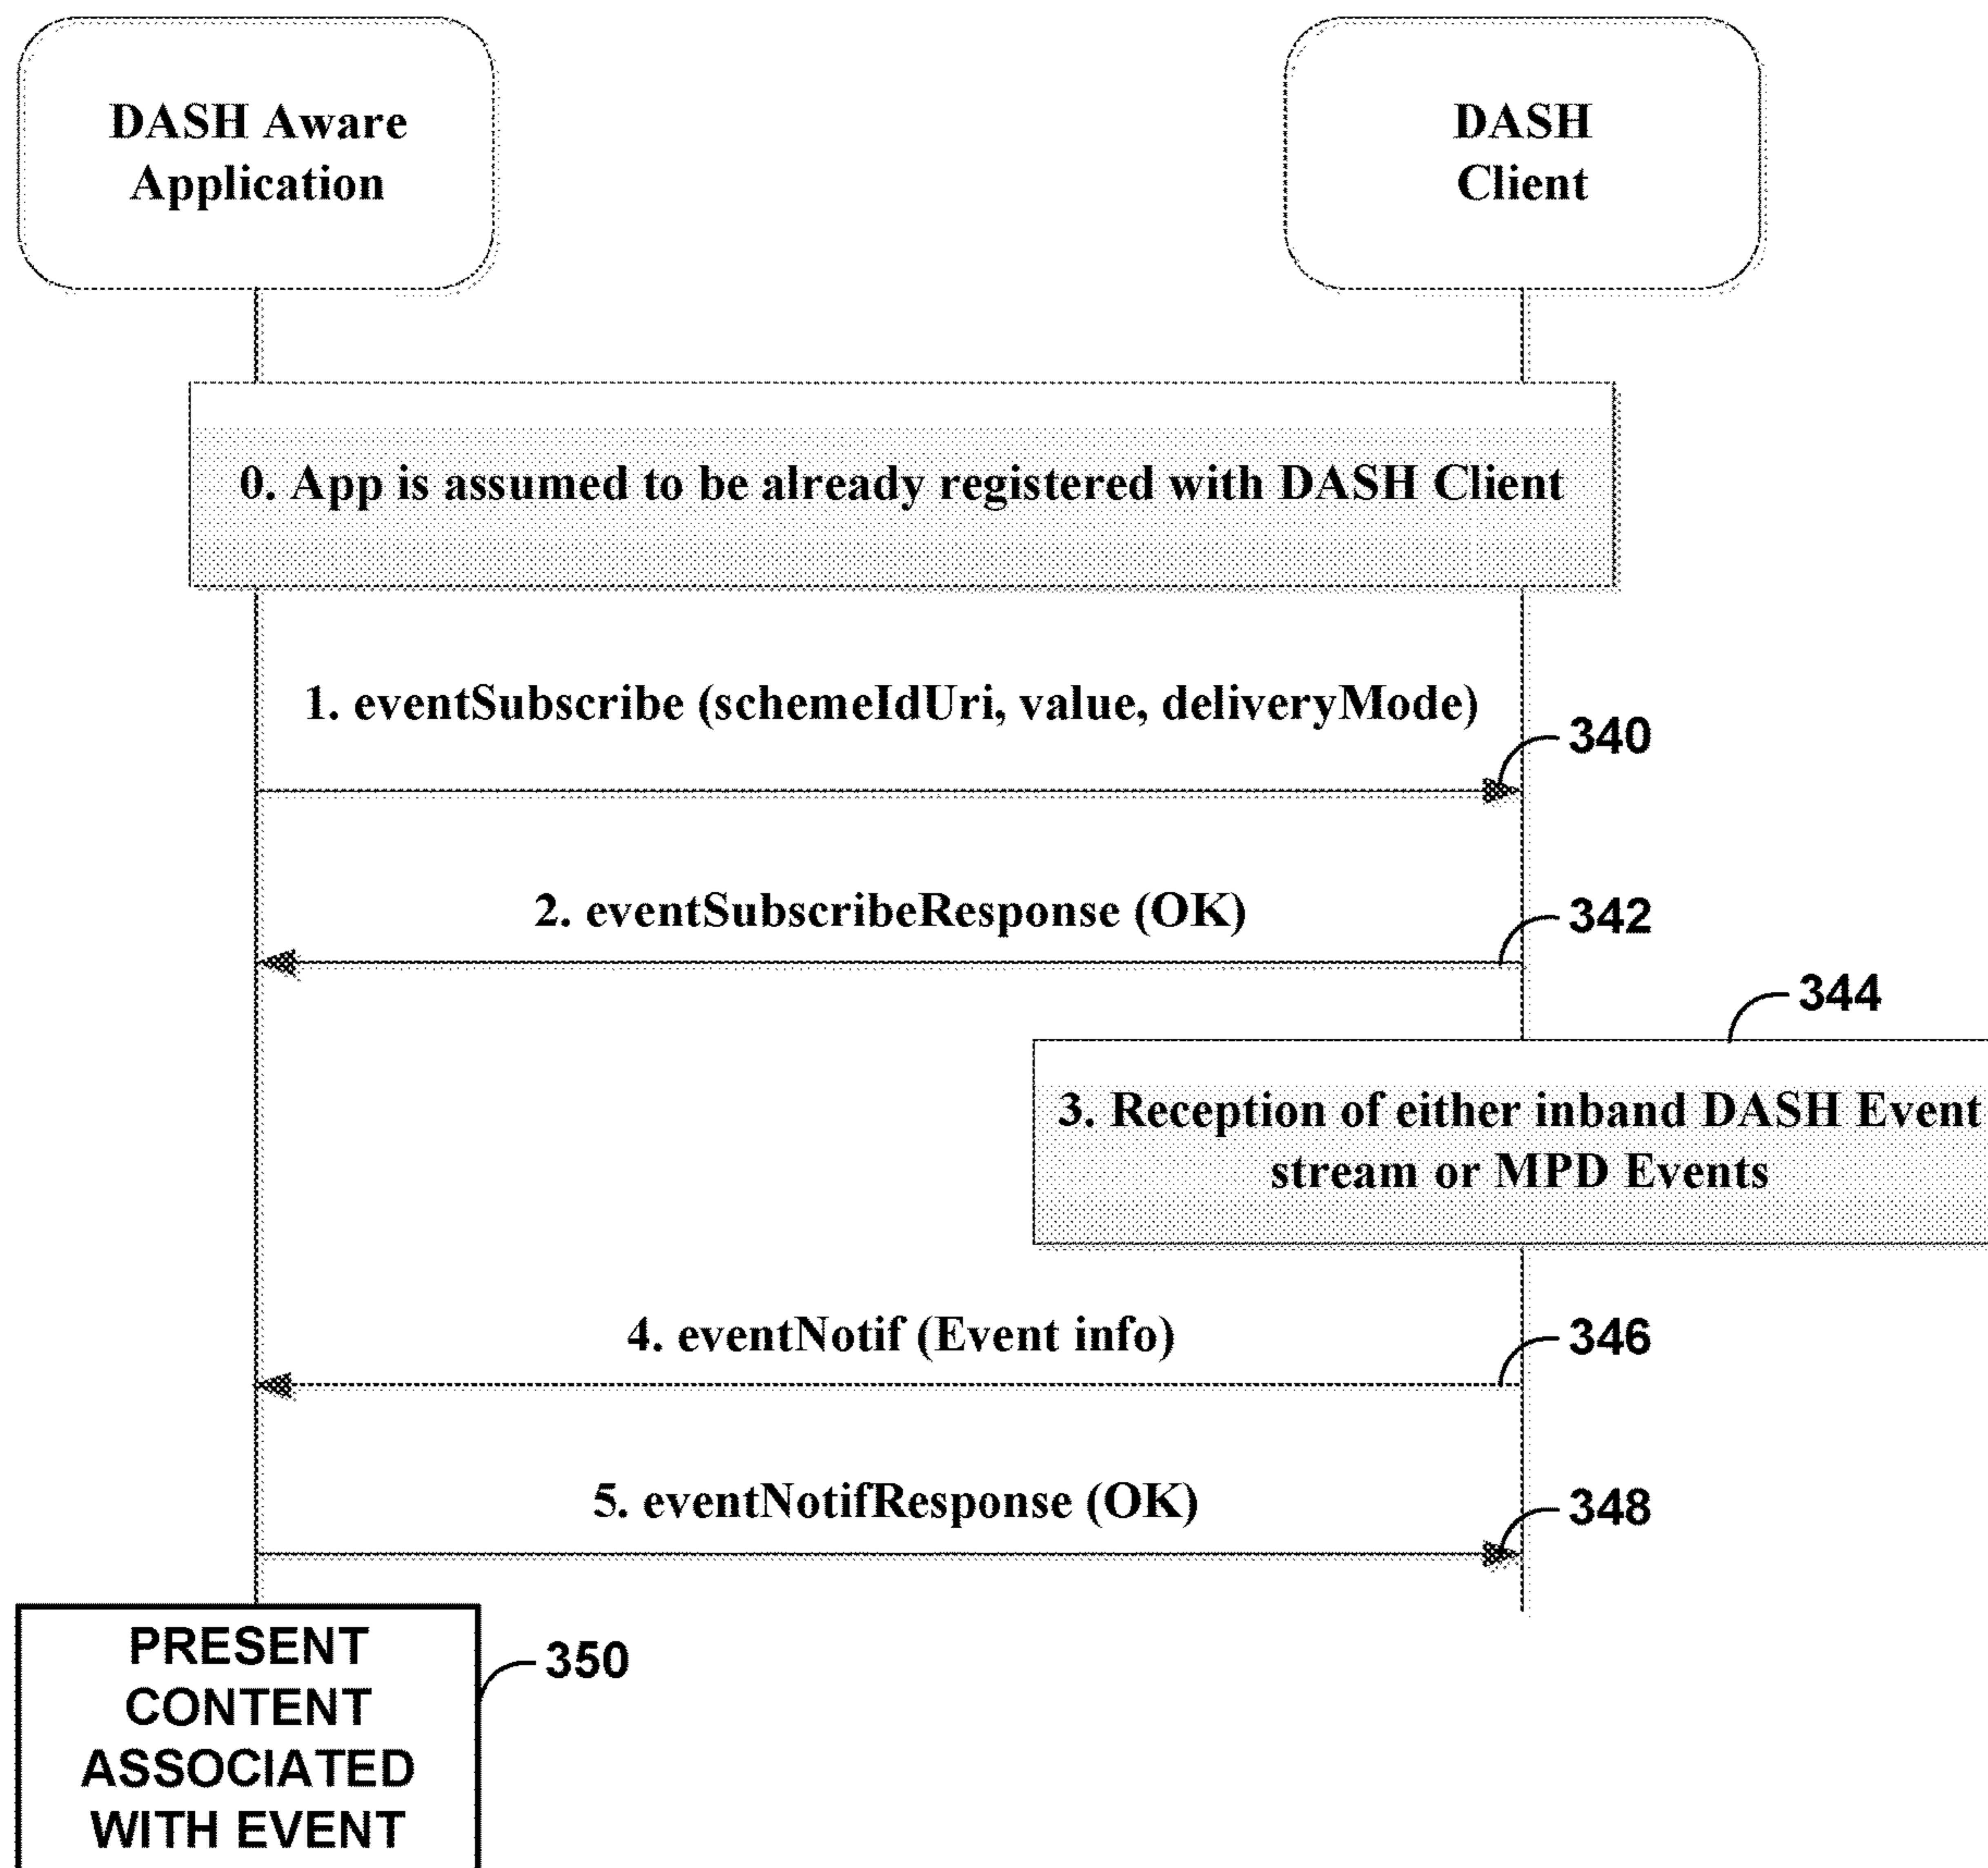 DASH Aware
Application
DASH
Client
0. App is assumed to be already registered with DASH Client
1. eventSubscribe (schemeIdUri, value, deliveryMode)
340
2. eventSubscribeResponse (OK)
342
344
3. Reception of either inband DASH Event
stream or MPD Events
4. eventNotif (Event info)
346
5. eventNotifResponse (OK)
348
PRESENT
CONTENT
ASSOCIATED
WITH EVENT
350